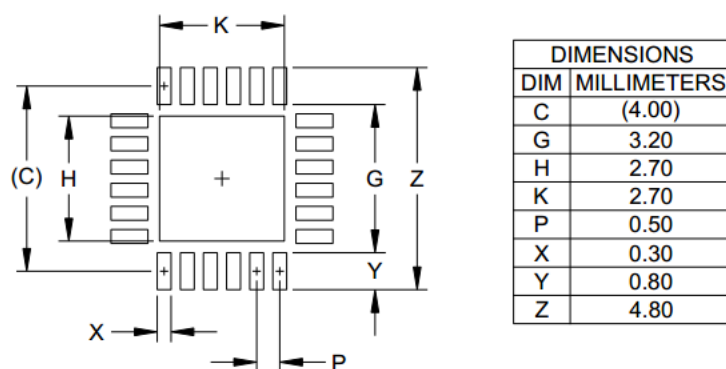 K
(C)
H
G
Z
Y
X
P
DIMENSIONS
DIM MILLIMETERS
C (4.00)
G 3.20
H 2.70
K 2.70
P 0.50
X 0.30
Y 0.80
Z 4.80